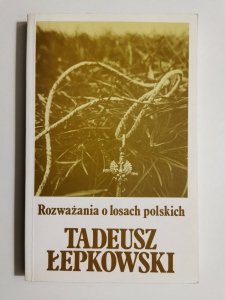 Rozważania o losach polskich
TADEUSZ
ŁEPKOWSKI